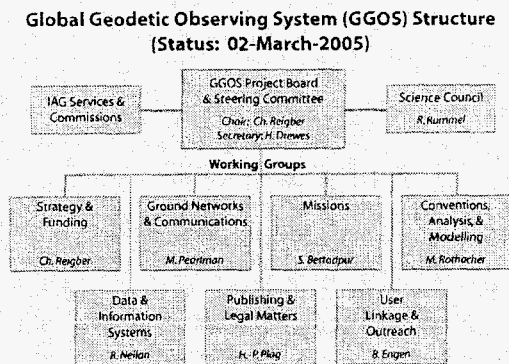 Global Geodetic Observing System (GGOS) Structure
(Status: 02-March-2005)
IAG Services &
Commissions
GGOS Project Board
& Steering Committee
Chair: Ch. Reigber
Secretary: H. Drewes
Science Council
R. Rummel
Working Groups
Strategy &
Funding
Ch. Reigber
Ground Networks
& Communications
M. Pearlman
Missions
S. Bettadpur
Conventions,
Analysis, &
Modelling
M. Rothacher
Data &
Information
Systems
R. Neilan
Publishing &
Legal Matters
H.-P. Plag
User
Linkage &
Outreach
B. Engen